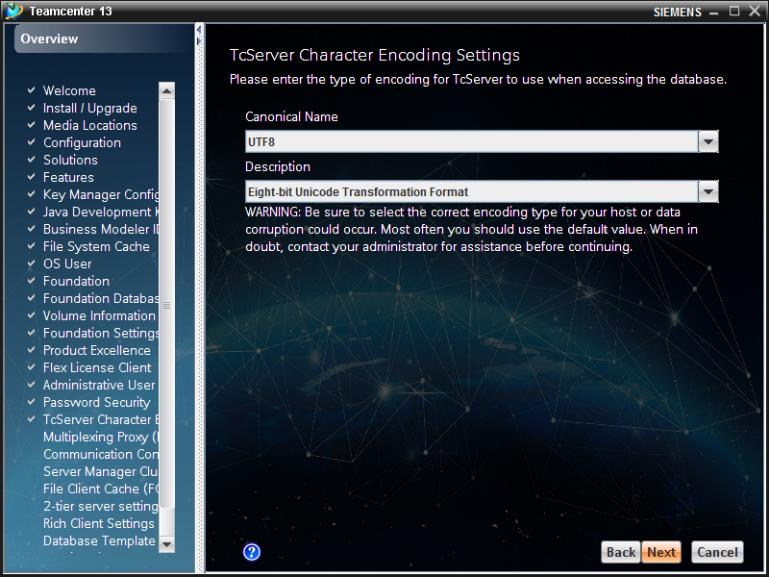 Teamcenter 13
SIEMENS
Overview
Welcome
Install / Upgrade
Media Locations
Configuration
Solutions
Features
Key Manager Config
Java Development K
Business Modeler ID
File System Cache
OS User
Foundation
Foundation Databas
Volume Information
Foundation Settings
Product Excellence
Flex License Client
Administrative User
Password Security
TcServer Character E
Multiplexing Proxy (
Communication Con
Server Manager Clu
File Client Cache (FC
2-tier server setting
Rich Client Settings
Database Template
TcServer Character Encoding Settings
Please enter the type of encoding for TcServer to use when accessing the database.
Canonical Name
UTF8
Description
Eight-bit Unicode Transformation Format
WARNING: Be sure to select the correct encoding type for your host or data
corruption could occur. Most often you should use the default value. When in
doubt, contact your administrator for assistance before continuing.
?
Back Next Cancel